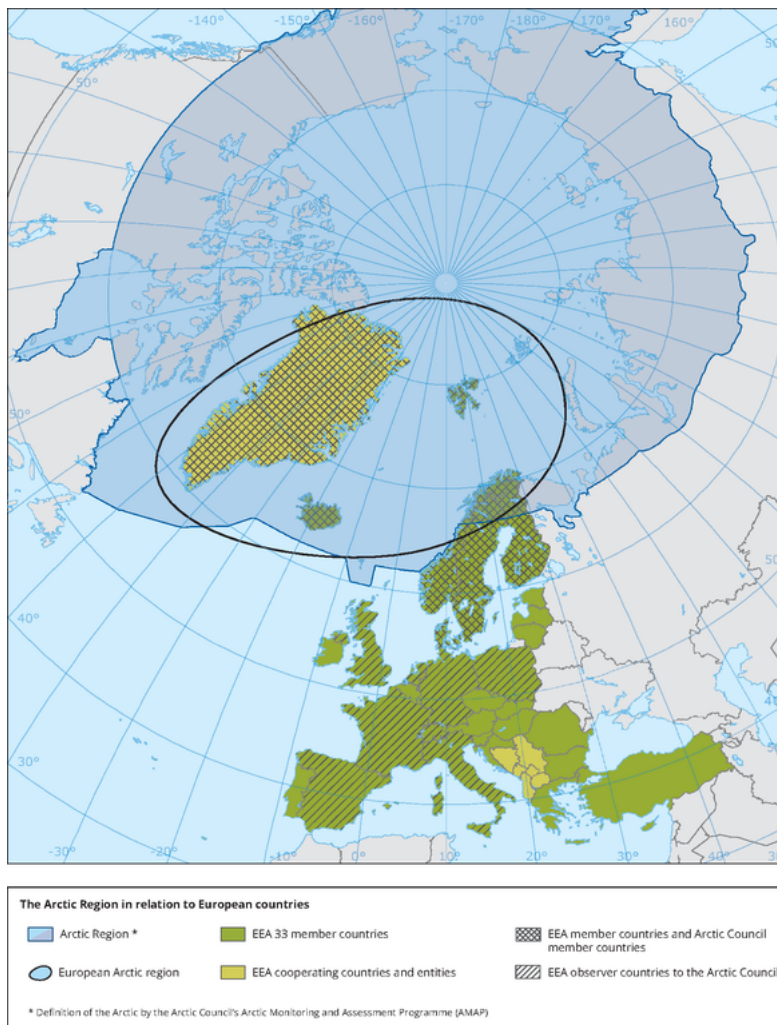 -140°
-150°
-160°
-170°
-180°
170°
160°
50°
50°
50°
40°
40°
30°
-30°
-20°
-10°
0°
10°
20°
30°
40°
The Arctic Region in relation to European countries
Arctic Region *
EEA 33 member countries
EEA member countries and Arctic Council
member countries
European Arctic region
EEA cooperating countries and entities
EEA observer countries to the Arctic Council
* Definition of the Arctic by the Arctic Council's Arctic Monitoring and Assessment Programme (AMAP)